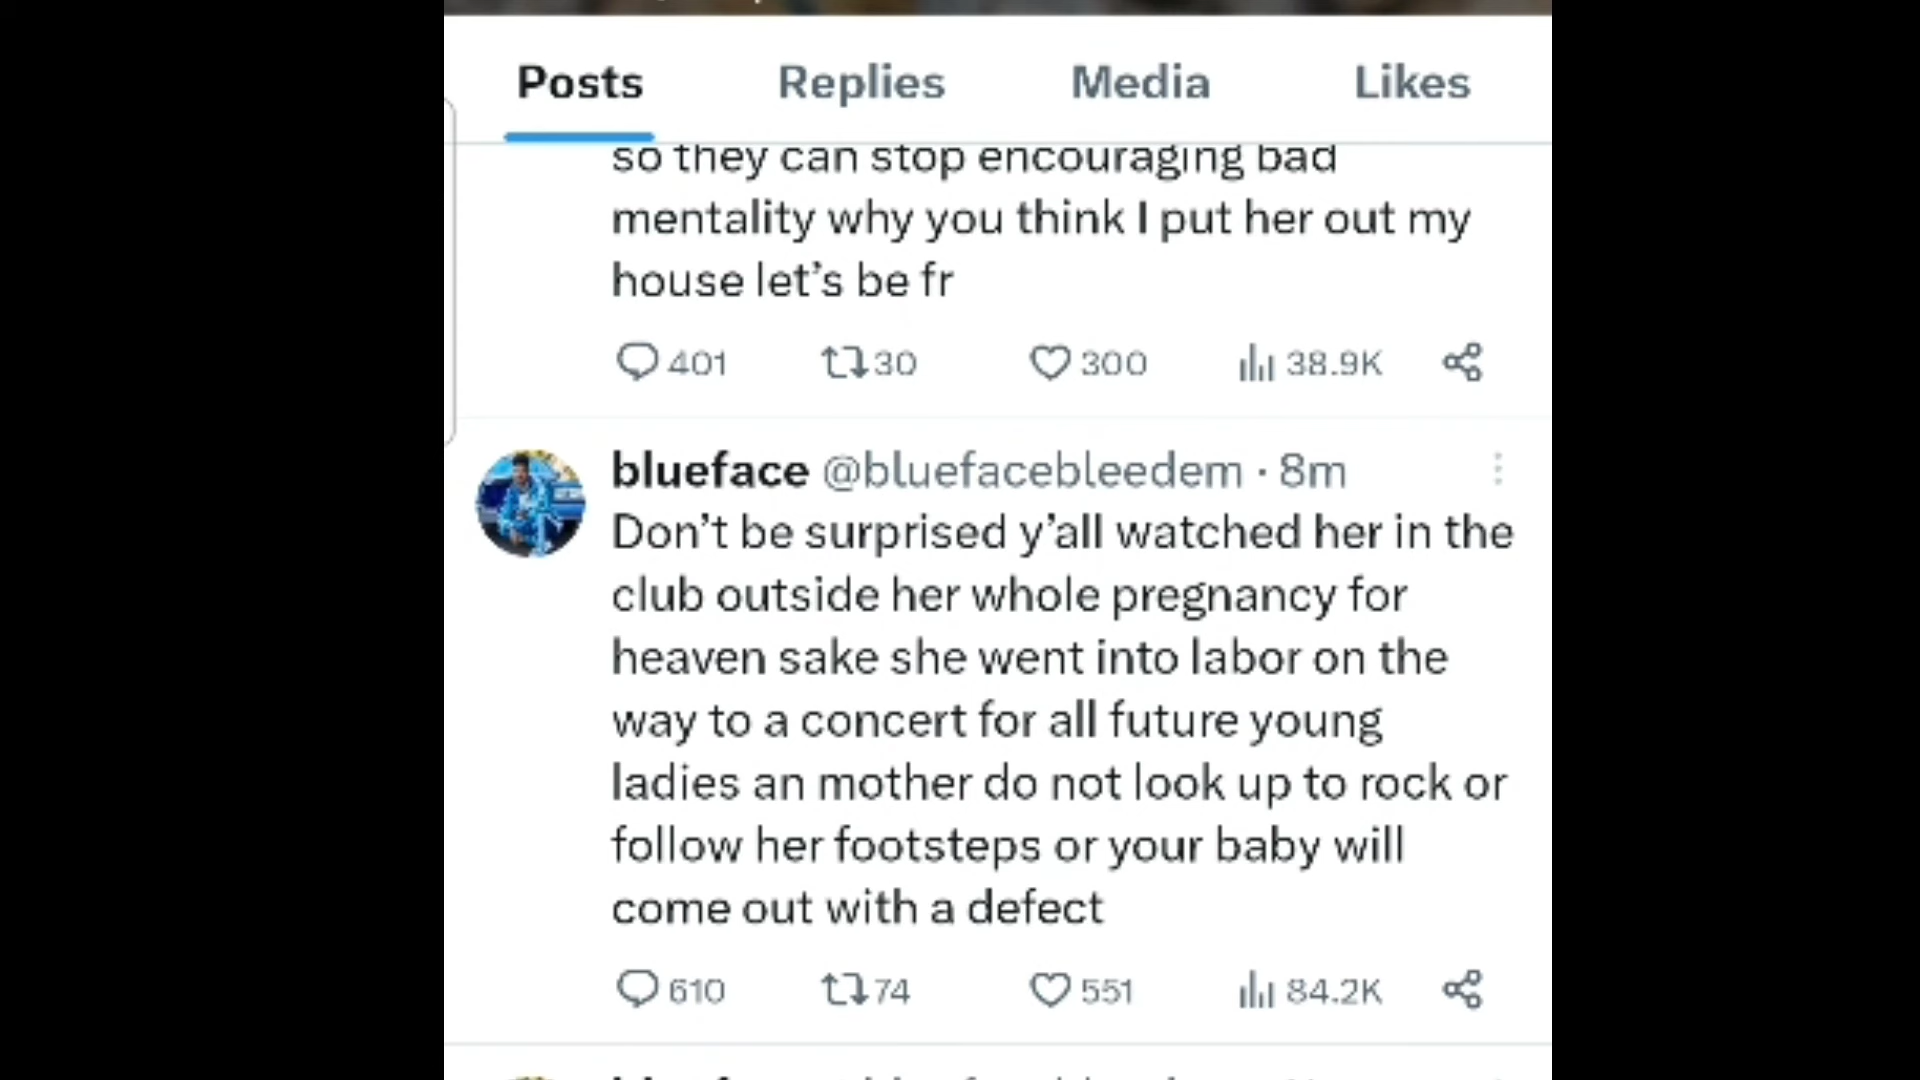 Posts Replies Media Likes
so they can stop encouraging bad
mentality why you think I put her out my
house let's be fr
401 30 300 38.9K
blueface @bluefacebleedem · 8m
Don't be surprised y'all watched her in the
club outside her whole pregnancy for
heaven sake she went into labor on the
way to a concert for all future young
ladies an mother do not look up to rock or
follow her footsteps or your baby will
come out with a defect
610 74 551 84.2K